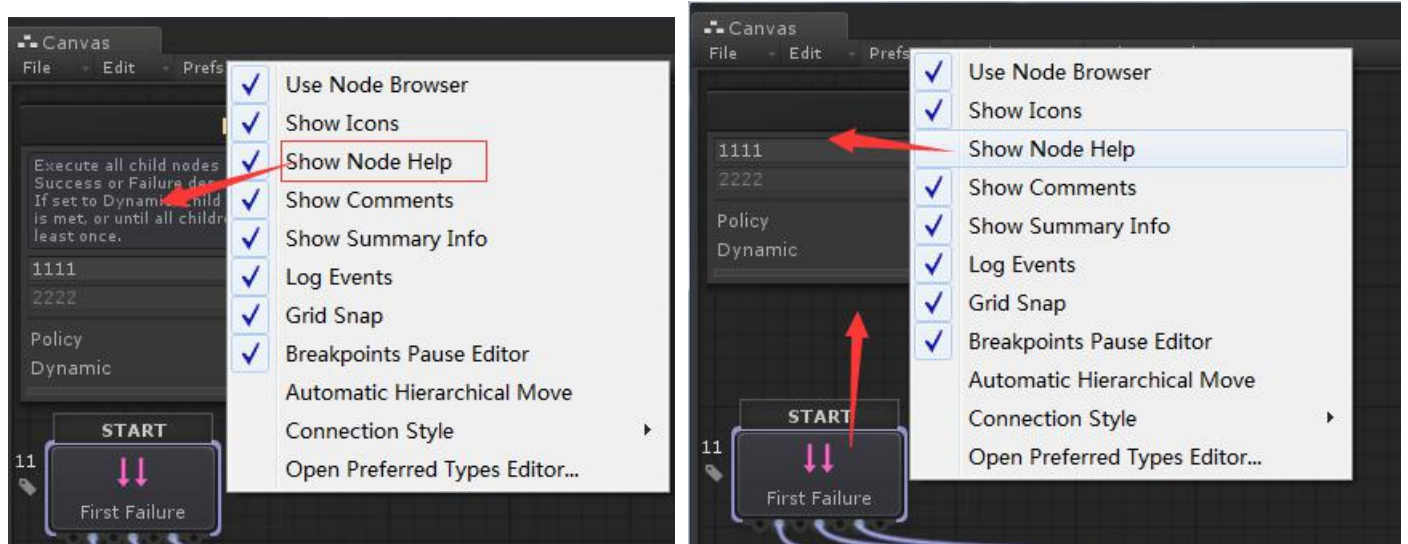 Canvas
File Edit Prefs
Use Node Browser
Show Icons
Show Node Help
Show Comments
Show Summary Info
Log Events
Grid Snap
Breakpoints Pause Editor
Automatic Hierarchical Move
Connection Style
Open Preferred Types Editor...
Execute all child nodes
Success or Failure
If set to Dynamic, child
is met, or until all
least once.
1111
2222
Policy
Dynamic
START
11
First Failure
Canvas
File Edit Prefs
Use Node Browser
Show Icons
Show Node Help
Show Comments
Show Summary Info
Log Events
Grid Snap
Breakpoints Pause Editor
Automatic Hierarchical Move
Connection Style
Open Preferred Types Editor...
1111
2222
Policy
Dynamic
START
11
First Failure